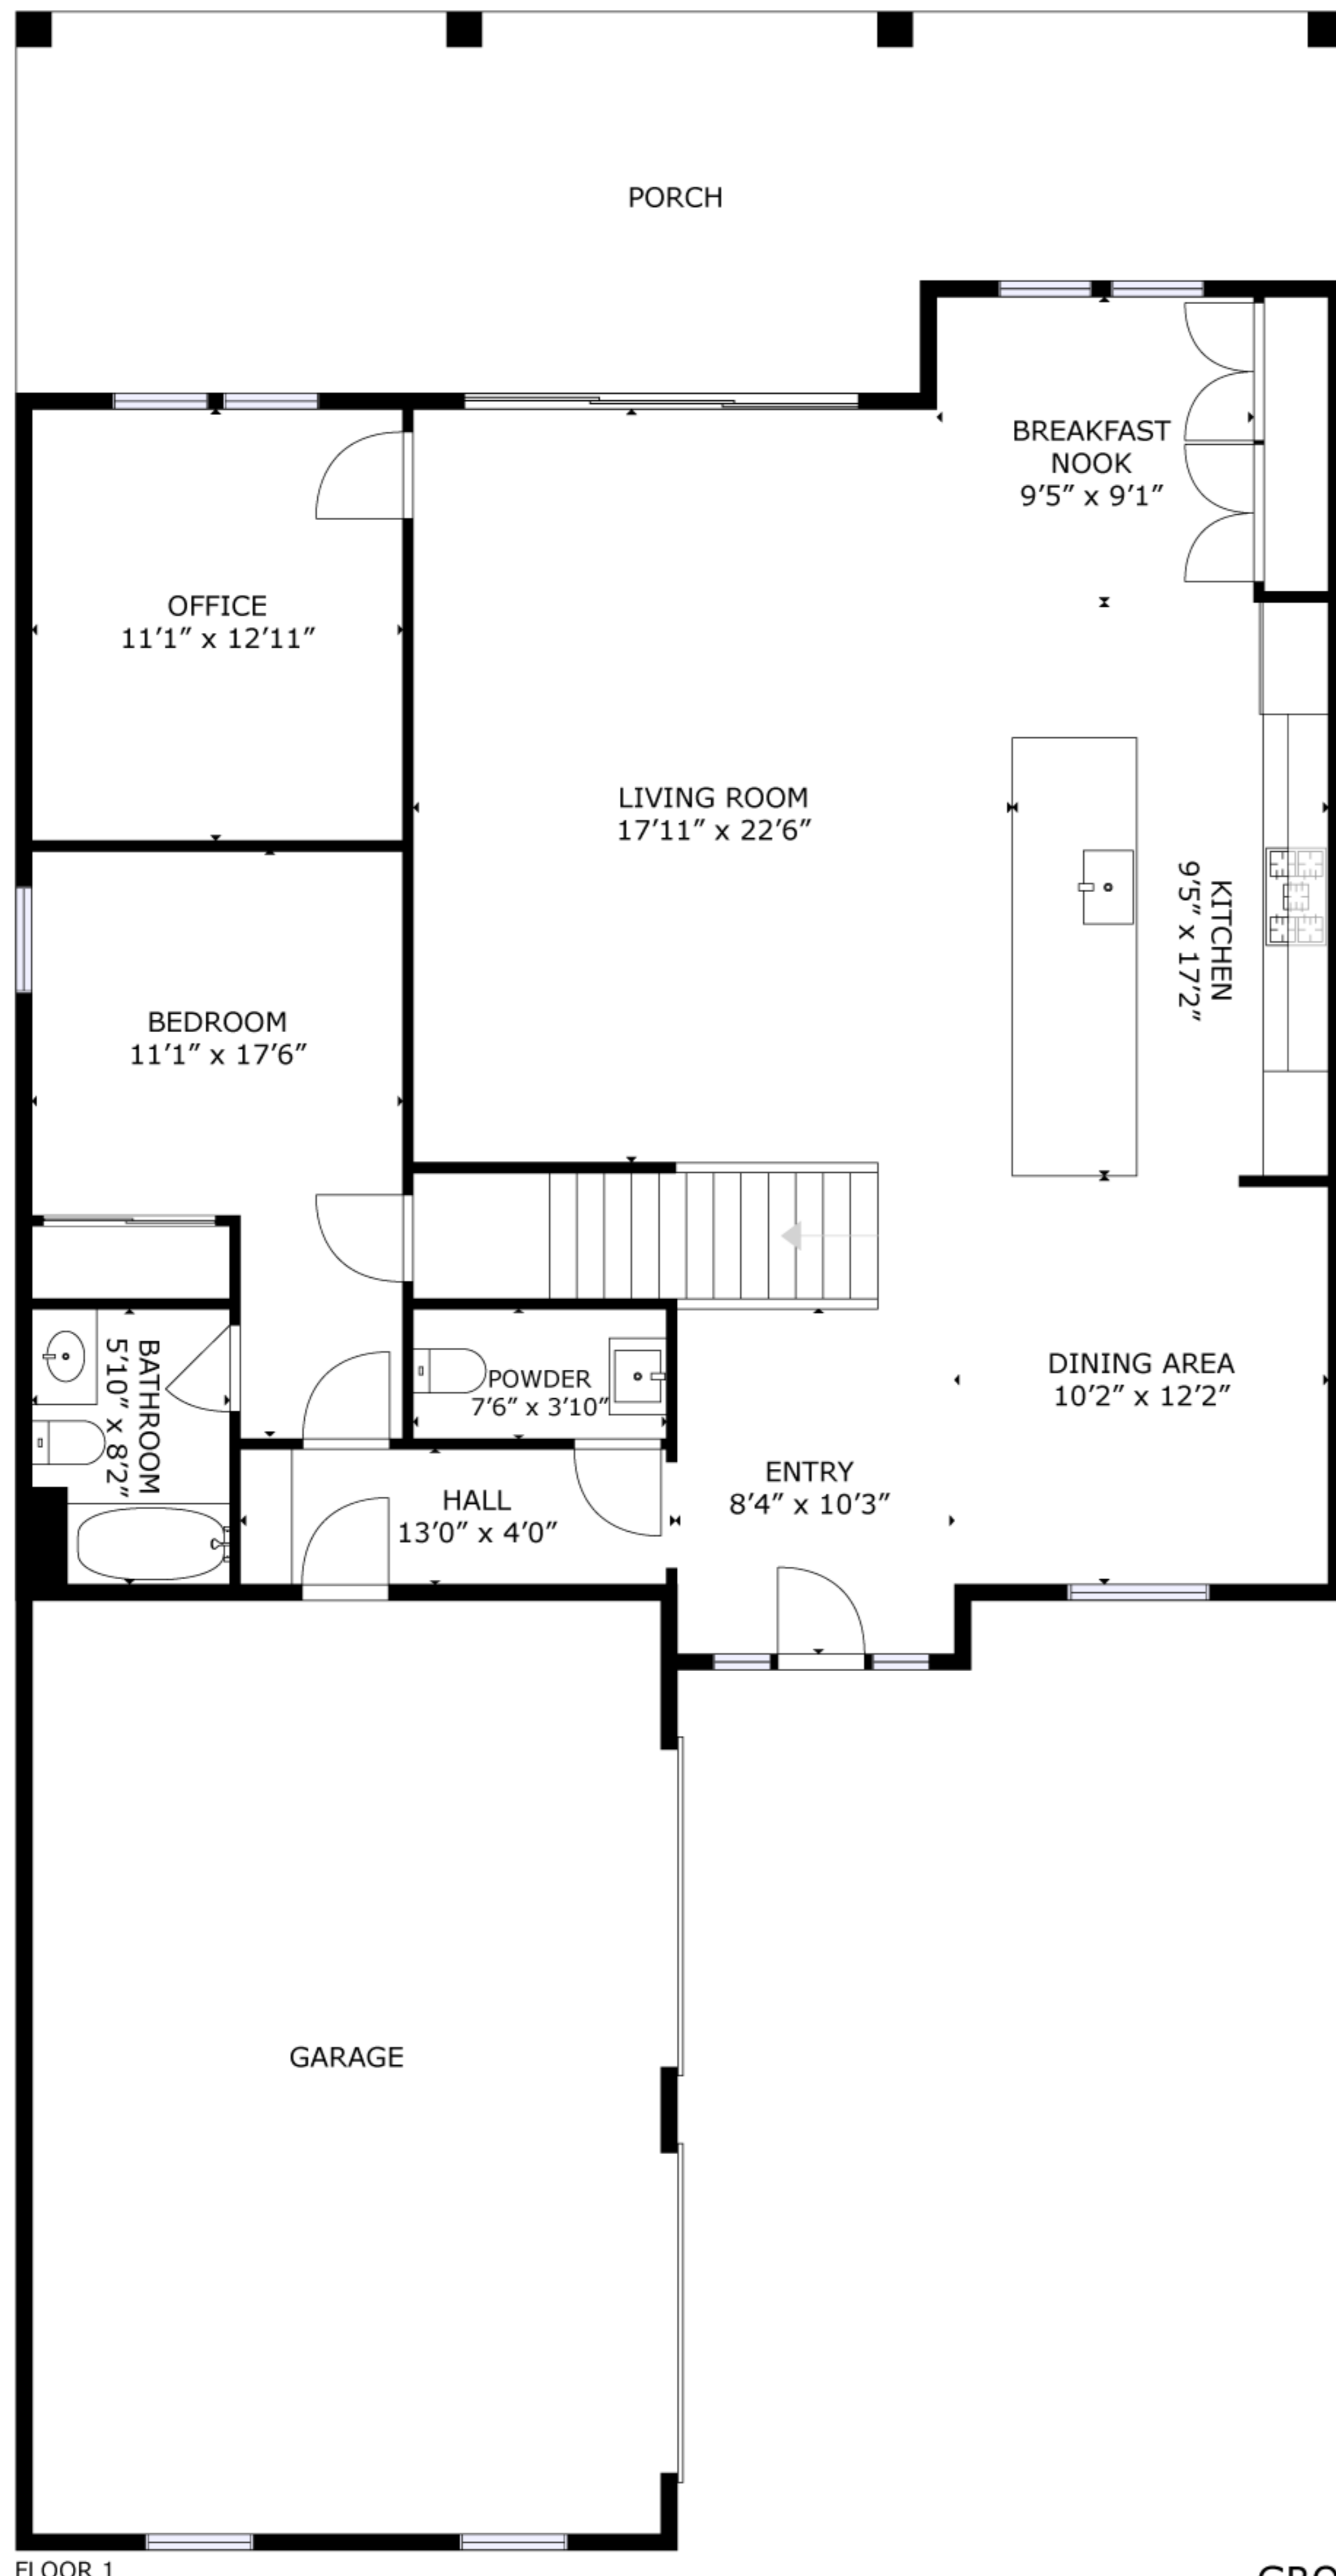 PORCH
BREAKFAST
NOOK
9'5" x 9'1"
OFFICE
11'1" x 12'11"
LIVING ROOM
17'11" x 22'6"
KITCHEN
9'5" x 17'2"
BEDROOM
11'1" x 17'6"
BATHROOM
5'10" x 8'2"
POWDER
7'6" x 3'10"
DINING AREA
10'2" x 12'2"
HALL
13'0" x 4'0"
ENTRY
8'4" x 10'3"
GARAGE
FLOOR 1